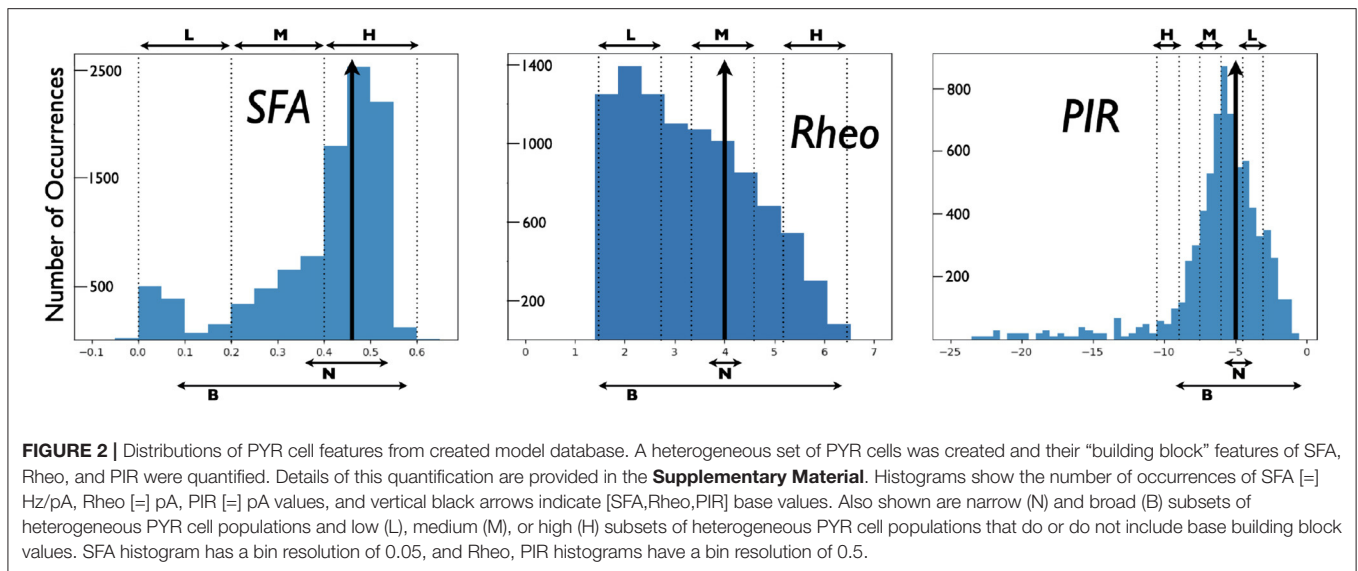 L M H
L M H
H M L
Number of Occurrences
2500
1500
500
SFA
-0.1 0.0 0.1 0.2 0.3 0.4 0.5 0.6
N
B
1400
1000
600
200
Rheo
0 1 2 3 4 5 6 7
N
B
800
600
400
200
PIR
−25 −20 −15 −10 −5 0
N
B
FIGURE 2 | Distributions of PYR cell features from created model database. A heterogeneous set of PYR cells was created and their “building block” features of SFA,
Rheo, and PIR were quantified. Details of this quantification are provided in the Supplementary Material. Histograms show the number of occurrences of SFA [=]
Hz/pA, Rheo [=] pA, PIR [=] pA values, and vertical black arrows indicate [SFA,Rheo,PIR] base values. Also shown are narrow (N) and broad (B) subsets of
heterogeneous PYR cell populations and low (L), medium (M), or high (H) subsets of heterogeneous PYR cell populations that do or do not include base building block
values. SFA histogram has a bin resolution of 0.05, and Rheo, PIR histograms have a bin resolution of 0.5.